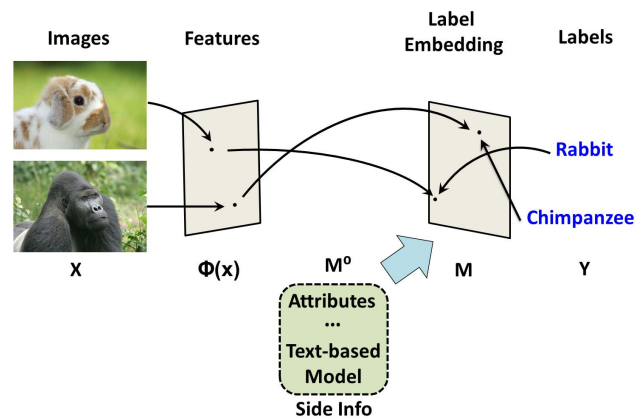 Images
Features
Label
Embedding
Labels
Rabbit
Chimpanzee
X
Φ(x)
M⁰
M
Y
Attributes
...
Text-based
Model
Side Info